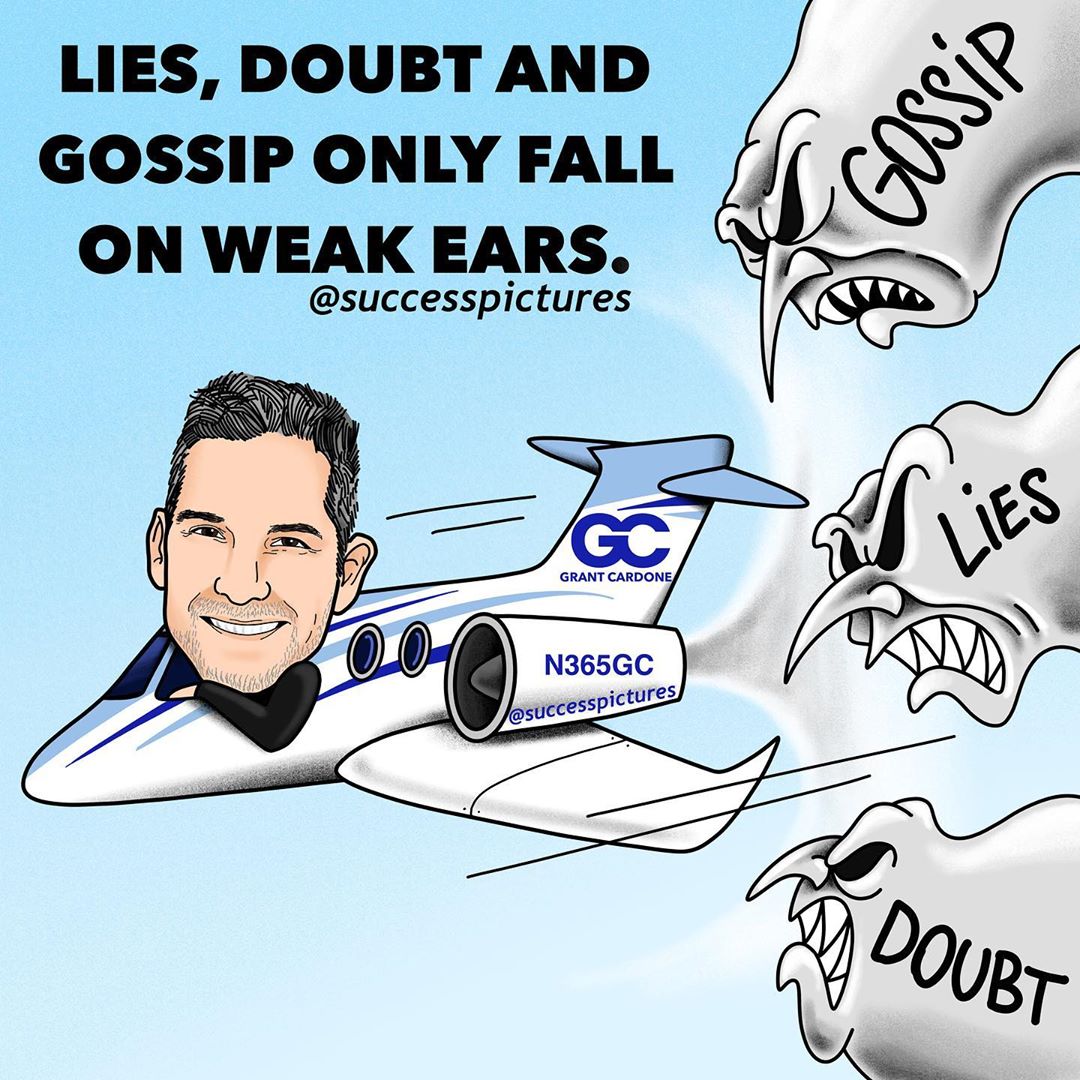 LIES, DOUBT AND
GOSSIP ONLY FALL
ON WEAK EARS.
@successpictures
GOSSiP
LiES
GC
GRANT CARDONE
N365GC
@successpictures
DOUBT